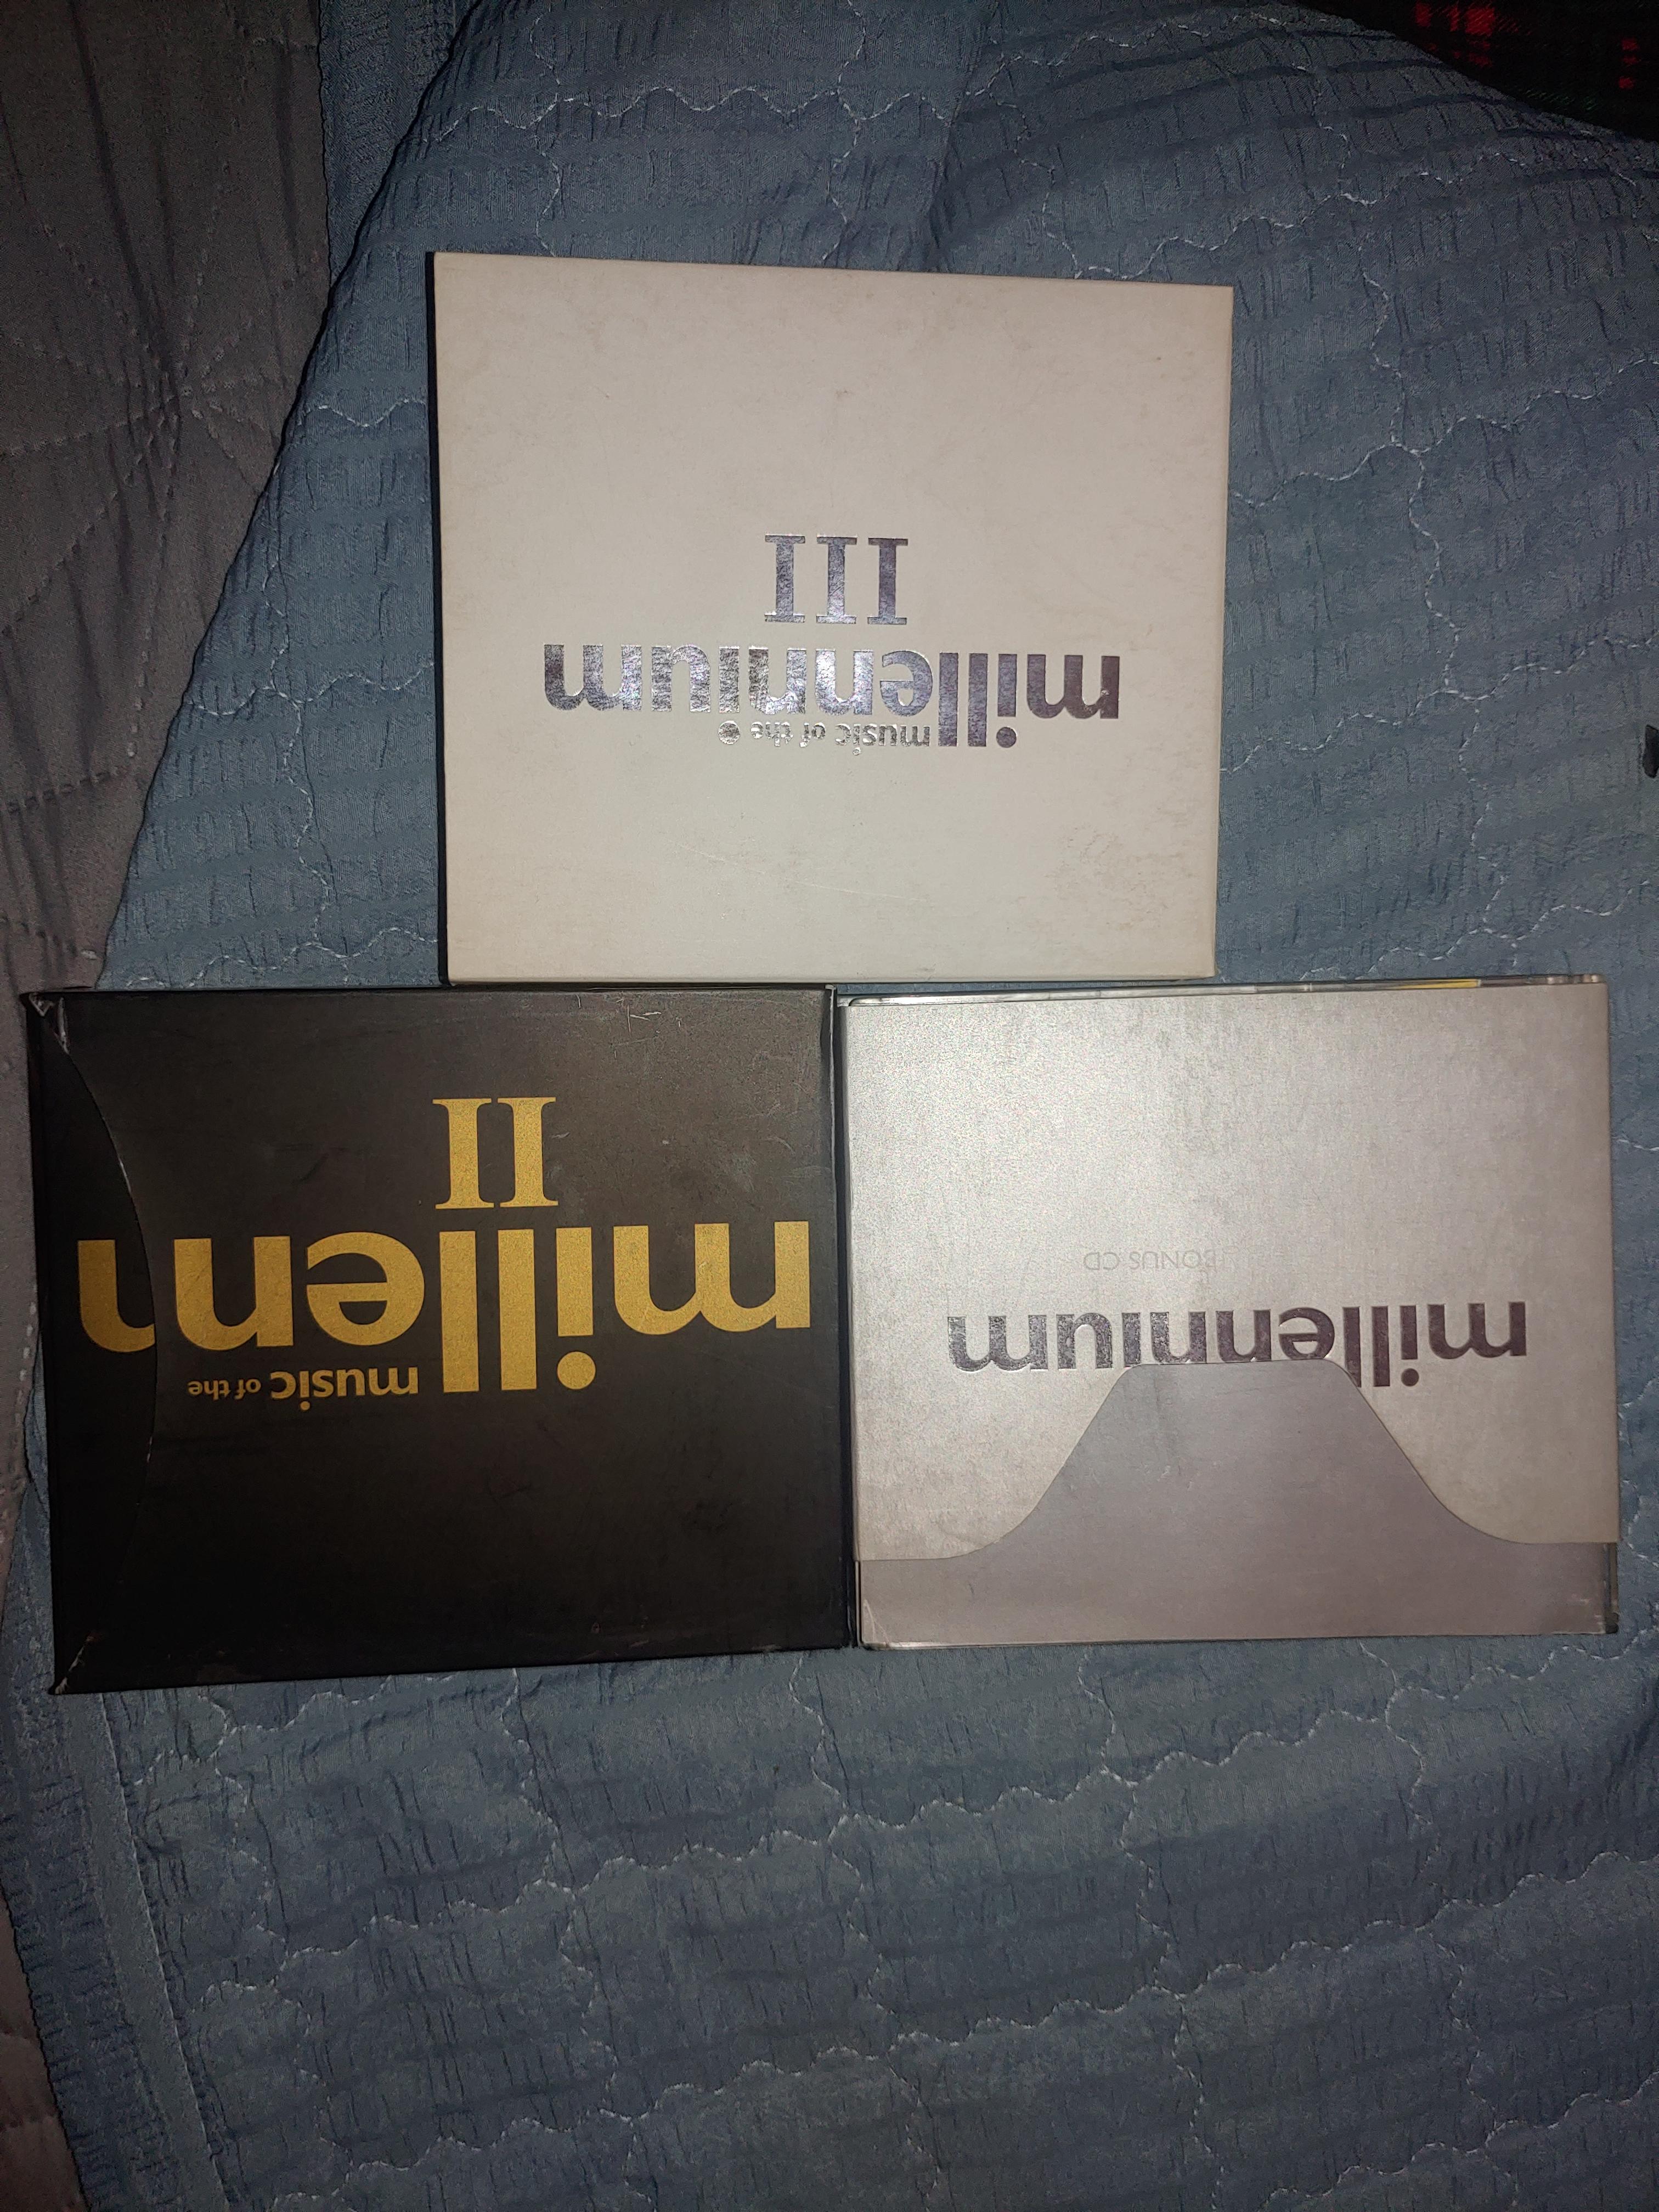 millennium
BONUS CD
music of the
millen
II
music of the
millennium
III